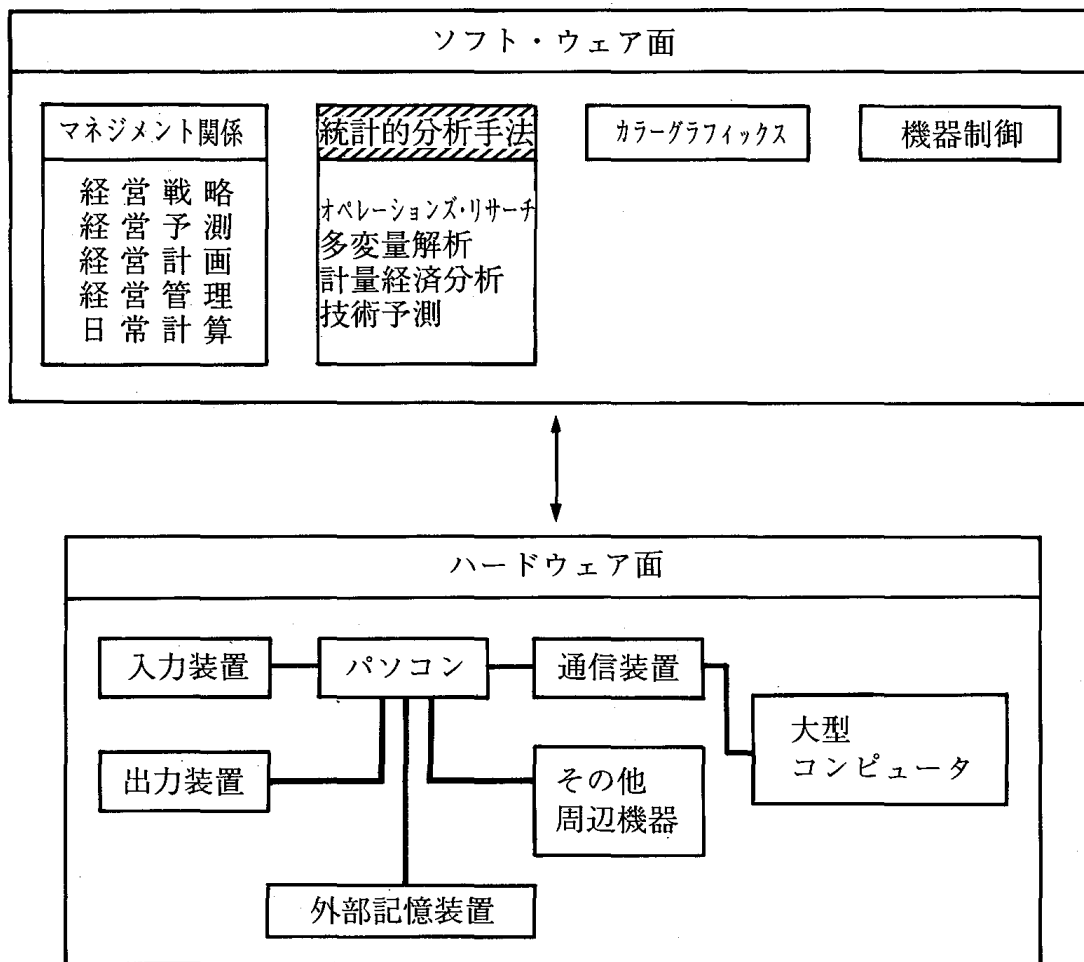 ソフト・ウェア面
マネジメント関係
経営戦略
経営予測
経営計画
経営管理
日常計算
統計的分析手法
オペレーションズ・リサーチ
多変量解析
計量経済分析
技術予測
カラーグラフィックス
機器制御
ハードウェア面
入力装置
パソコン
通信装置
大型
コンピュータ
出力装置
その他
周辺機器
外部記憶装置